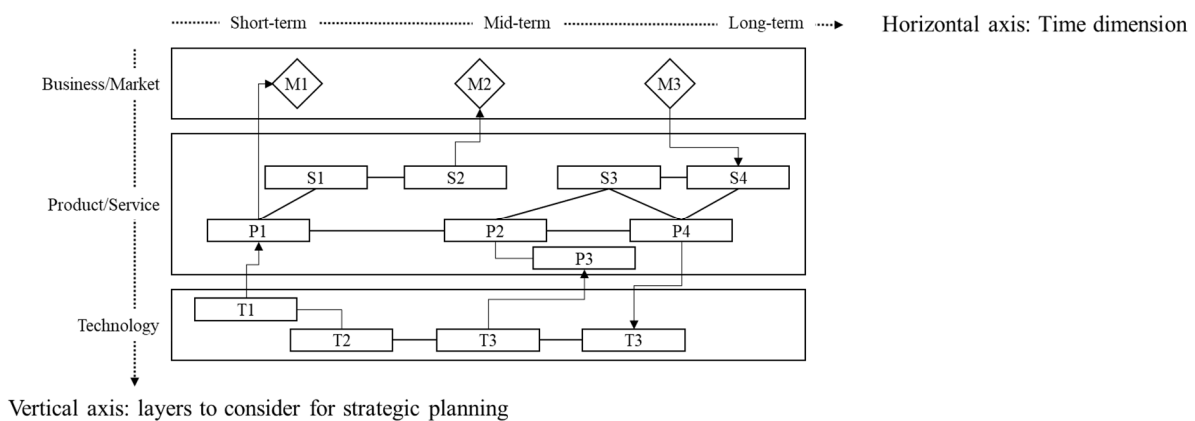 Short-term
Mid-term
Long-term
Horizontal axis: Time dimension
Business/Market
M1
M2
M3
Product/Service
S1
S2
S3
S4
P1
P2
P4
P3
Technology
T1
T2
T3
T3
Vertical axis: layers to consider for strategic planning